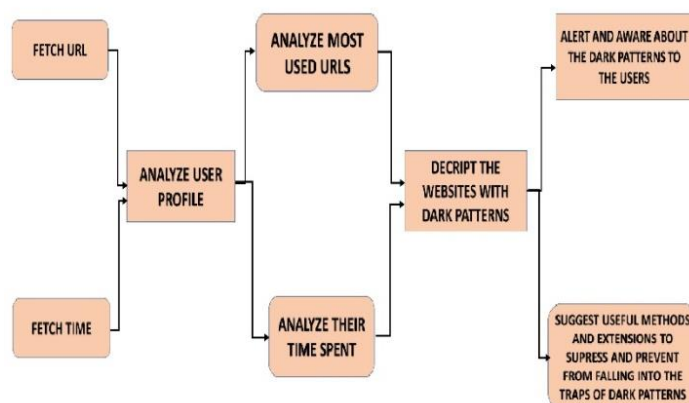 FETCH URL
FETCH TIME
ANALYZE USER
PROFILE
ANALYZE MOST
USED URLS
ANALYZE THEIR
TIME SPENT
DECRIPT THE
WEBSITES WITH
DARK PATTERNS
ALERT AND AWARE ABOUT
THE DARK PATTERNS TO
THE USERS
SUGGEST USEFUL METHODS
AND EXTENSIONS TO
SUPRESS AND PREVENT
FROM FALLING INTO THE
TRAPS OF DARK PATTERNS